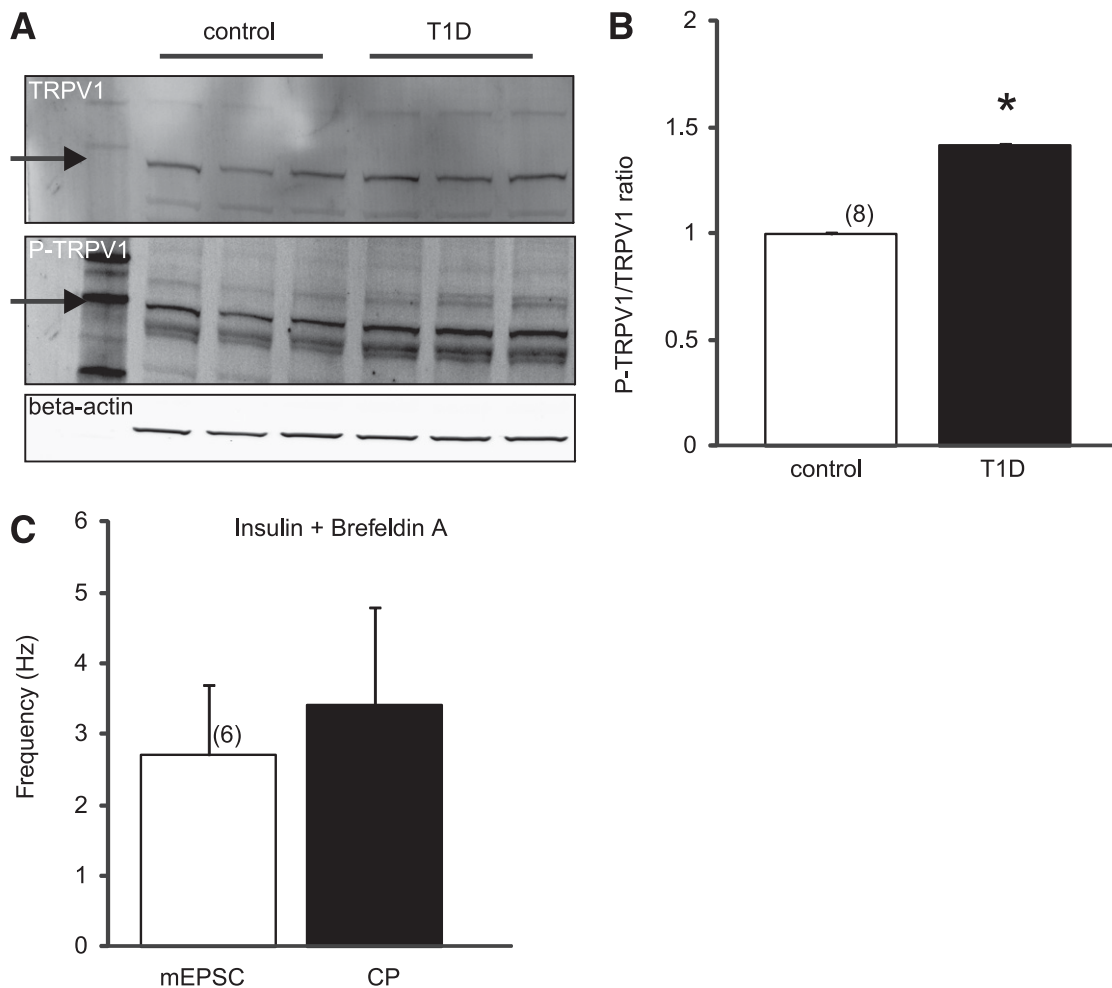 A
control T1D
TRPV1
P-TRPV1
beta-actin
B
2
1.5
1
0.5
0
P-TRPV1/TRPV1 ratio
(8)
*
control T1D
C
Insulin + Brefeldin A
6
5
4
3
2
1
0
Frequency (Hz)
(6)
mEPSC CP